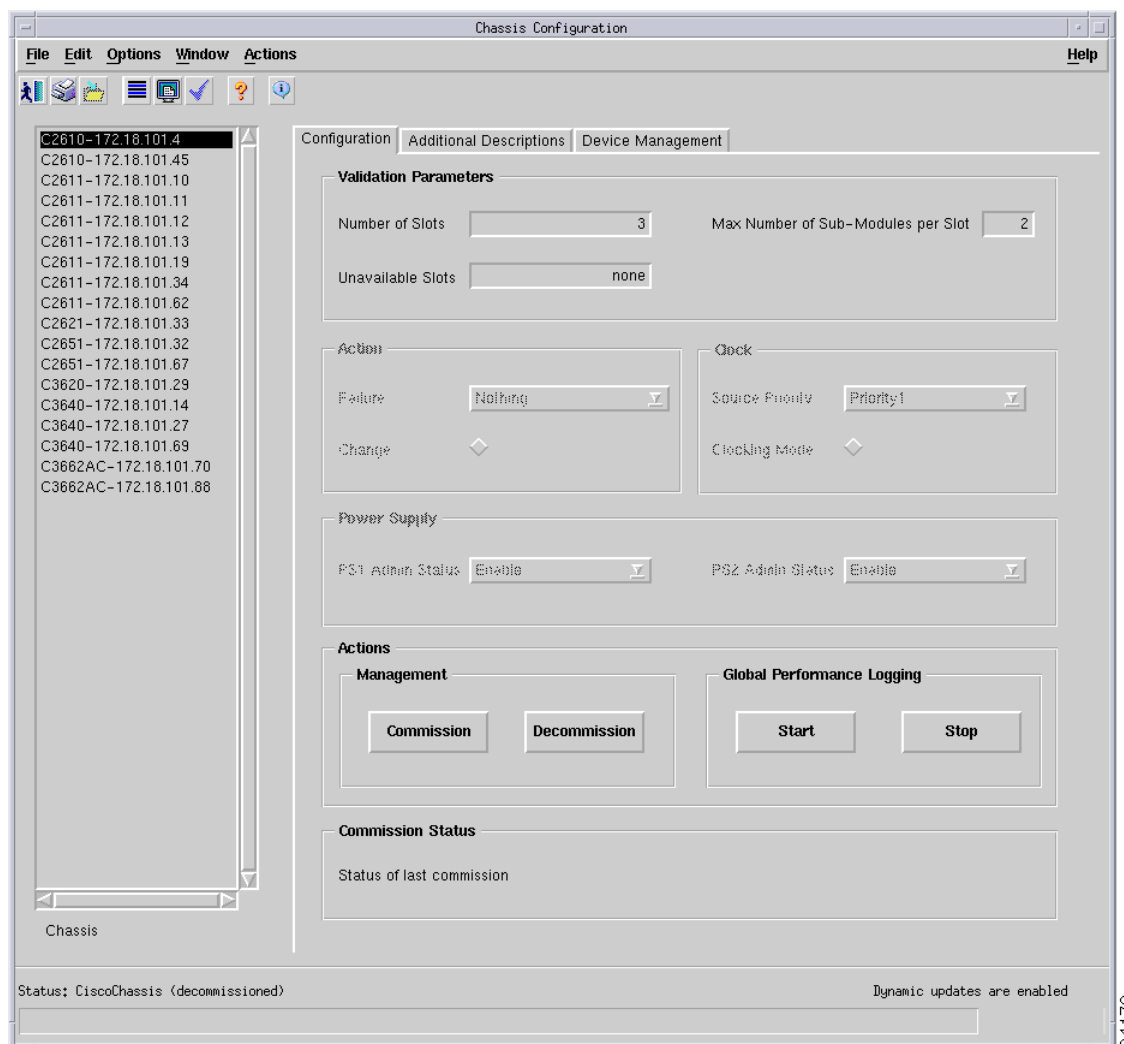 Chassis Configuration
File Edit Options Window Actions Help
C2610-172.18.101.4
C2610-172.18.101.45
C2611-172.18.101.10
C2611-172.18.101.11
C2611-172.18.101.12
C2611-172.18.101.13
C2611-172.18.101.19
C2611-172.18.101.34
C2611-172.18.101.62
C2621-172.18.101.33
C2651-172.18.101.32
C2651-172.18.101.67
C3620-172.18.101.29
C3640-172.18.101.14
C3640-172.18.101.27
C3640-172.18.101.69
C3662AC-172.18.101.70
C3662AC-172.18.101.88
Chassis
Configuration Additional Descriptions Device Management
Validation Parameters
Number of Slots 3 Max Number of Sub-Modules per Slot 2
Unavailable Slots none
Action
Failure Nothing
Change
Clock
Source Priority Priority1
Clocking Mode
Power Supply
PS1 Admin Status Enable PS2 Admin Status Enable
Actions
Management
Commission Decommission
Global Performance Logging
Start Stop
Commission Status
Status of last commission
Status: CiscoChassis (decommissioned) Dynamic updates are enabled